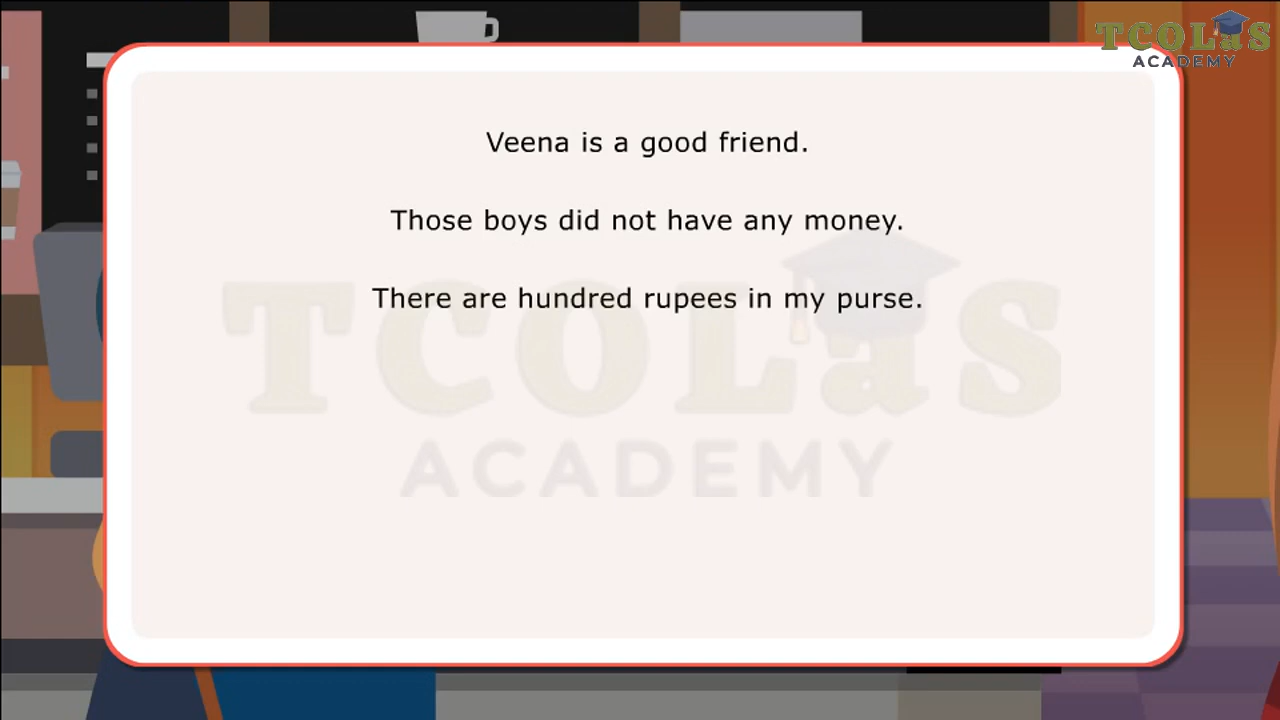 TCOLaS
ACADEMY
Veena is a good friend.
Those boys did not have any money.
There are hundred rupees in my purse.
TCOLaS
ACADEMY